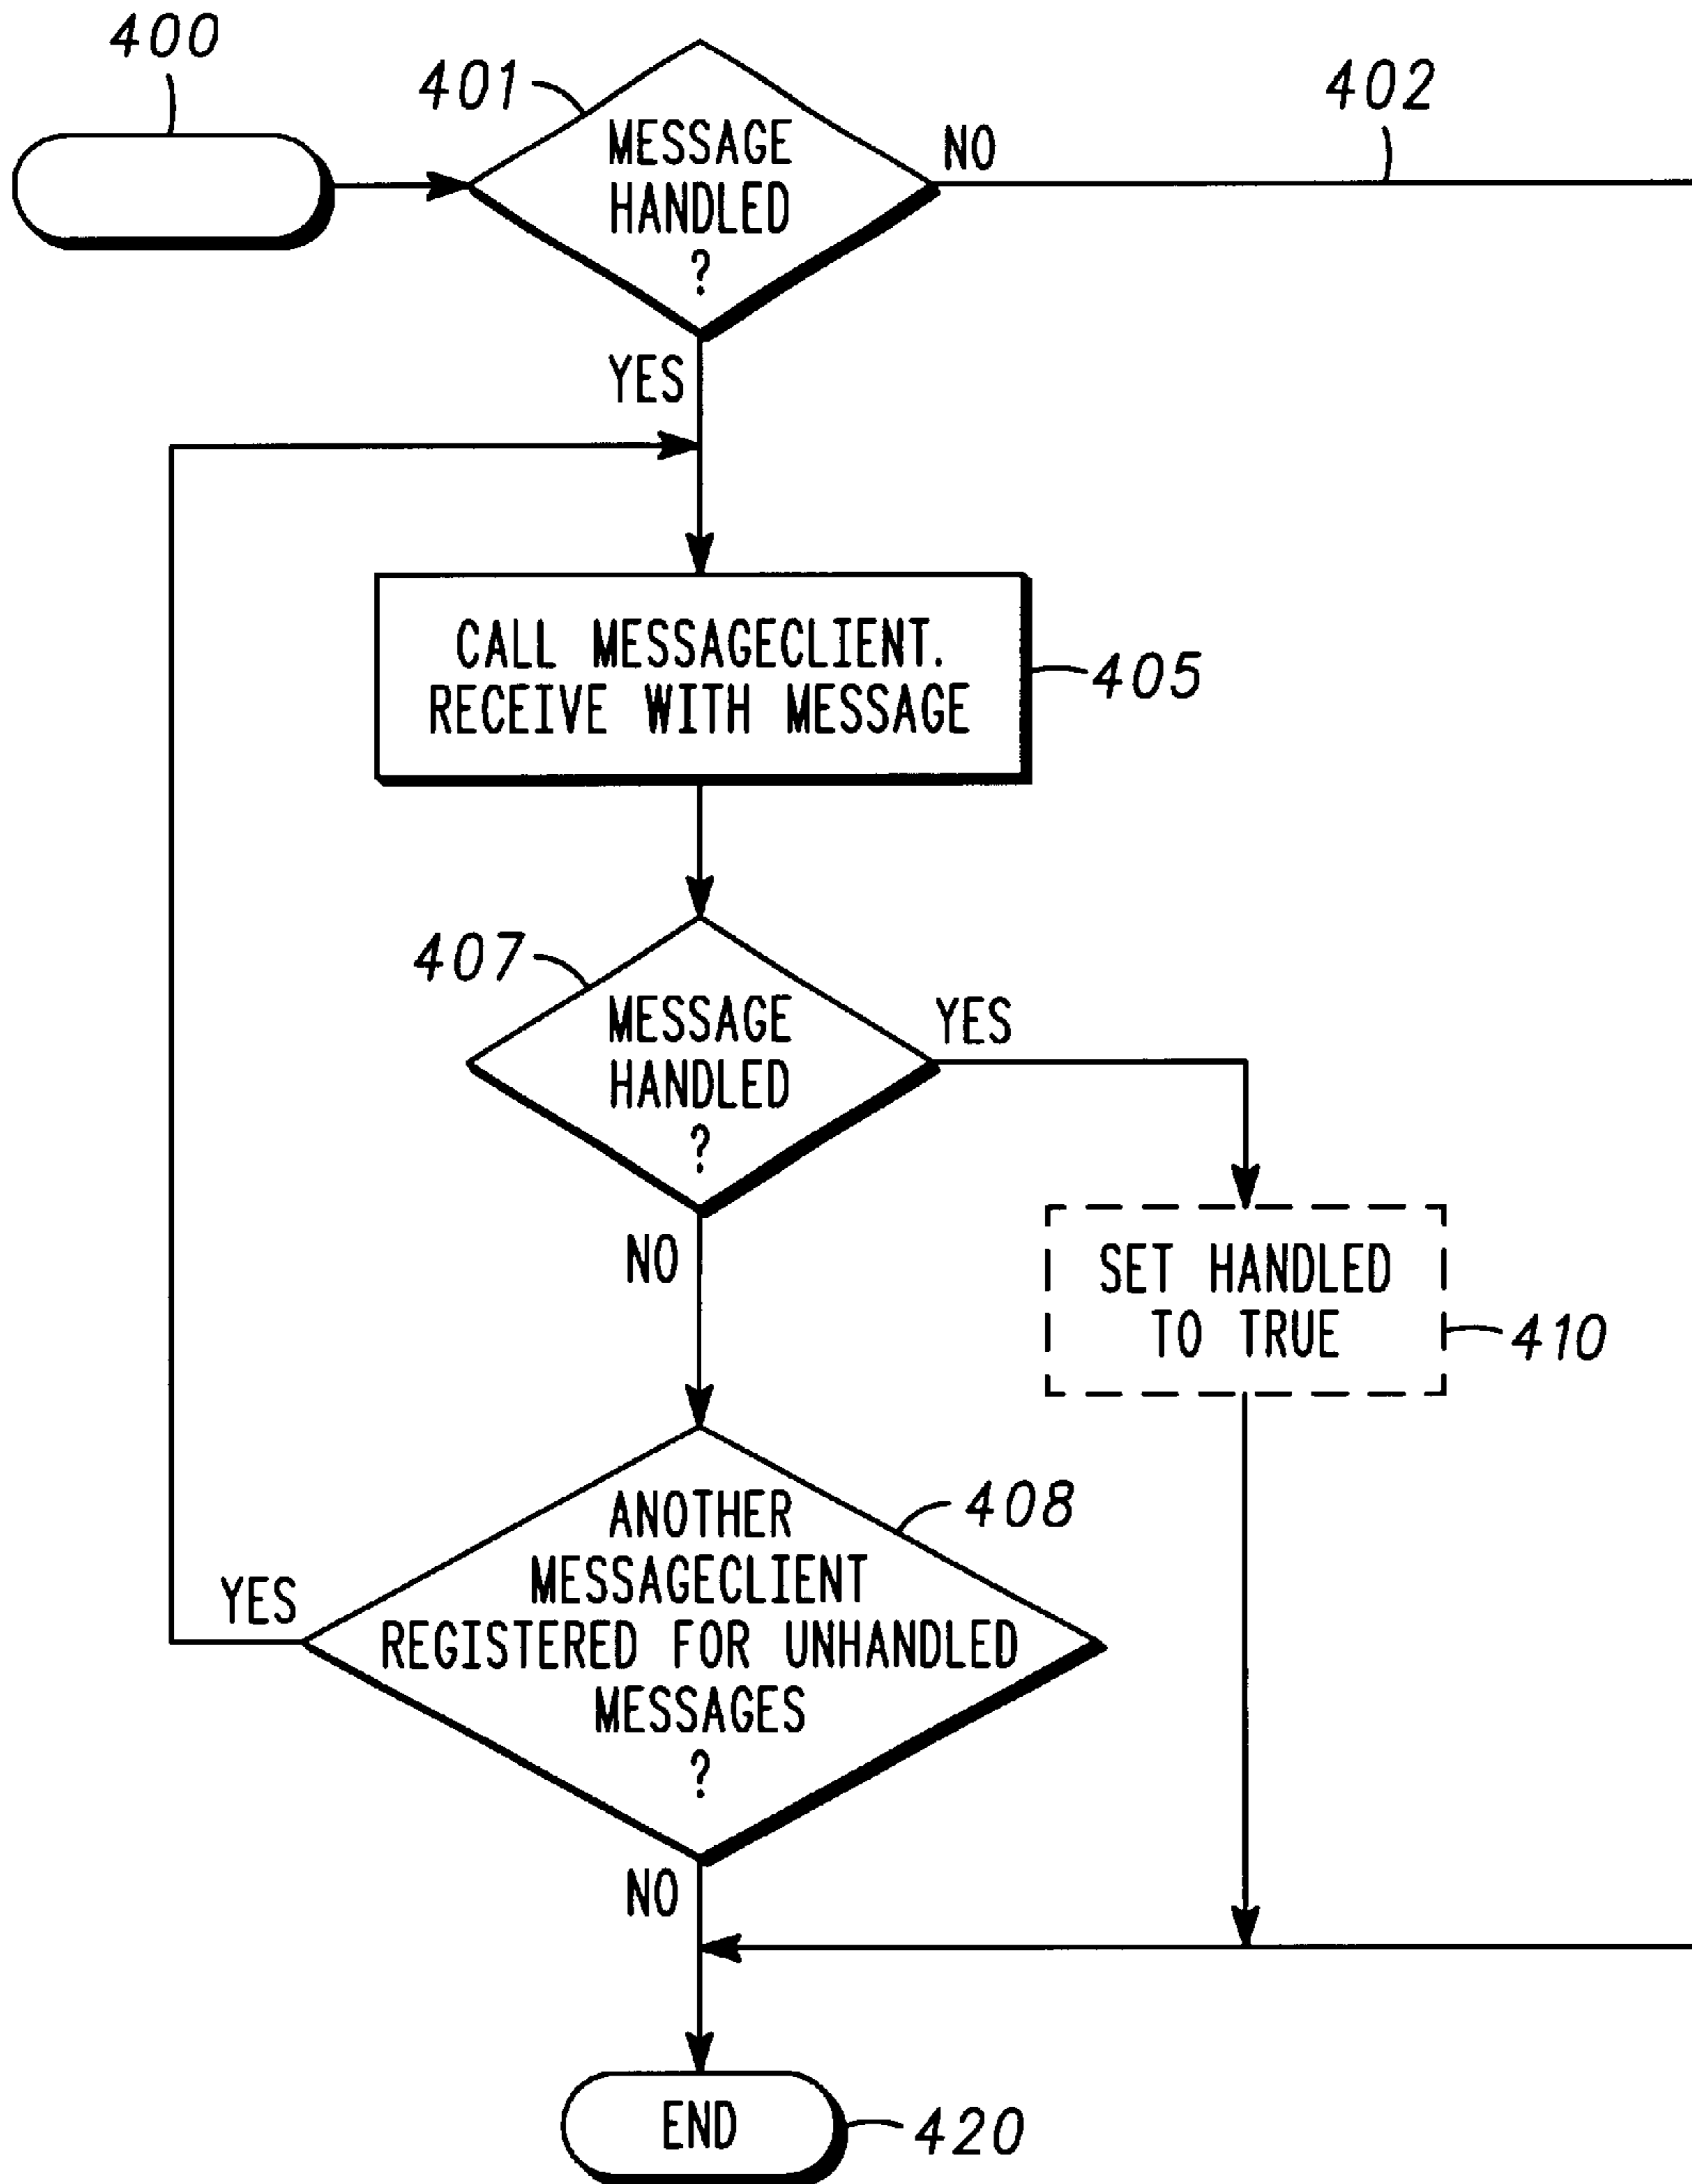 400
401
402
MESSAGE
HANDLED
?
NO
YES
CALL MESSAGECLIENT.
RECEIVE WITH MESSAGE
405
407
MESSAGE
HANDLED
?
YES
NO
SET HANDLED
TO TRUE
410
408
ANOTHER
MESSAGECLIENT
REGISTERED FOR UNHANDLED
MESSAGES
?
YES
NO
END
420